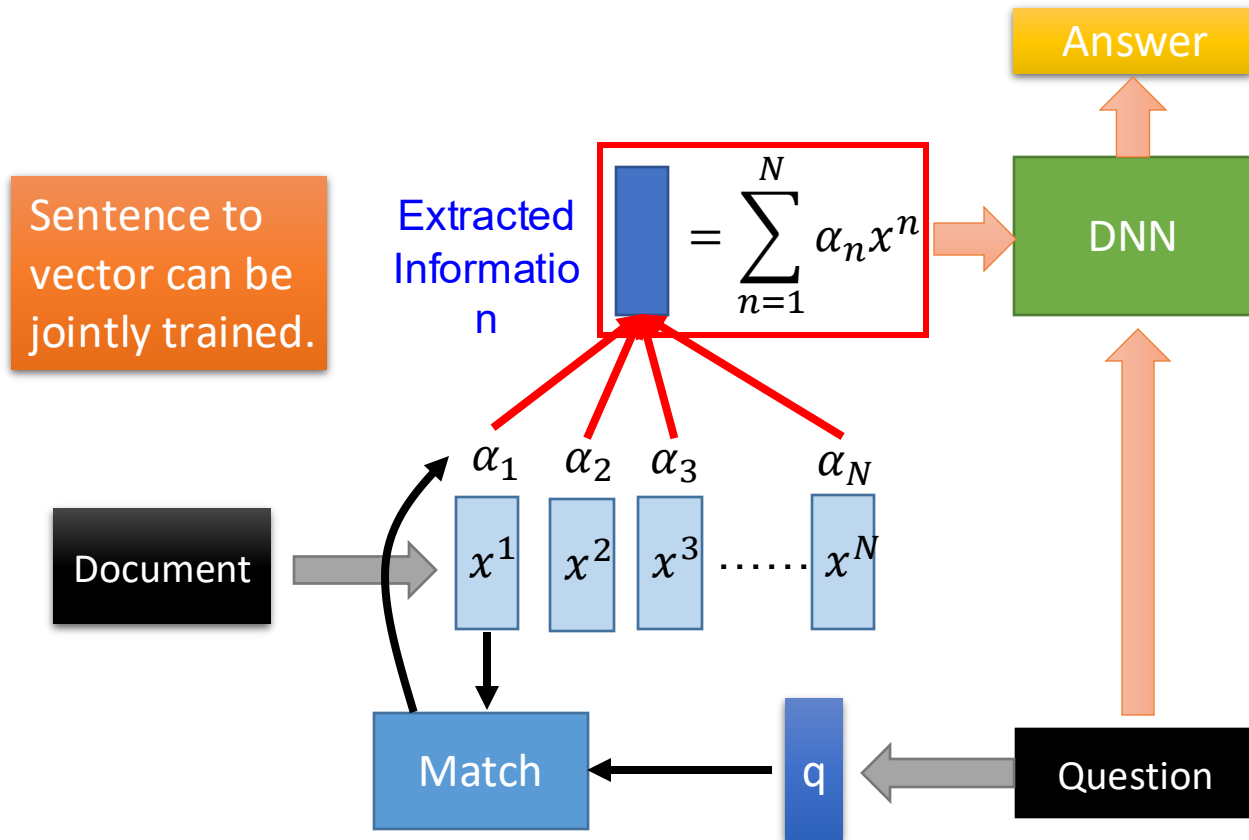 Answer
Sentence to
vector can be
jointly trained.
Extracted
Informatio
n
= ∑_{n=1}^{N} α_n x^n
DNN
α_1 α_2 α_3 α_N
Document
x^1 x^2 x^3 ...... x^N
Match
q
Question